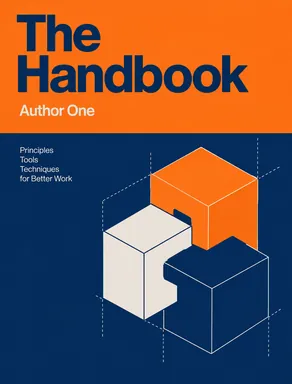 The
Handbook
Author One
Principles
Tools
Techniques
for Better Work